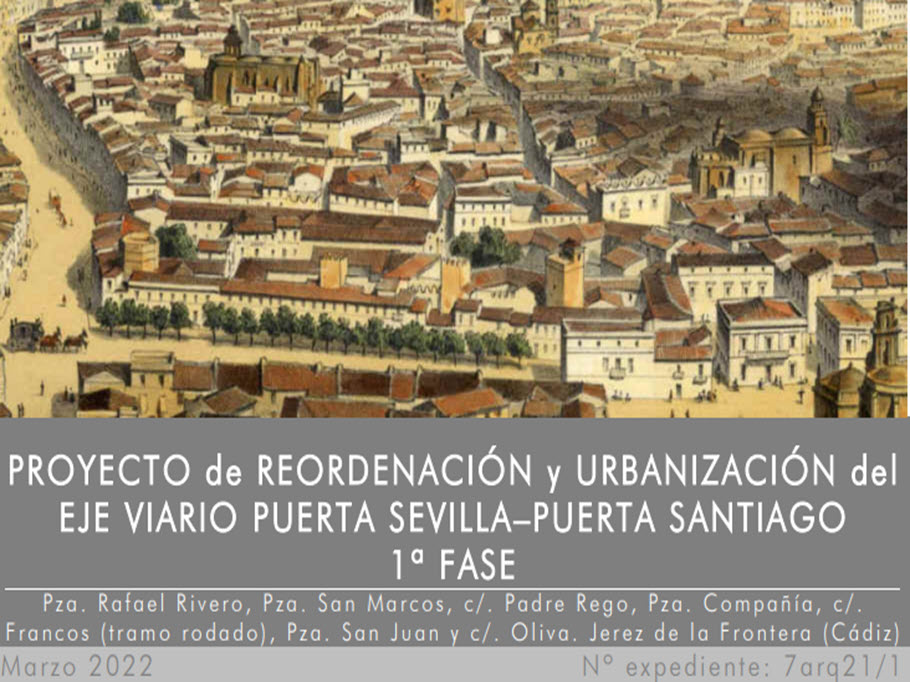 PROYECTO de REORDENACIÓN y URBANIZACIÓN del
EJE VIARIO PUERTA SEVILLA–PUERTA SANTIAGO
1ª FASE
Pza. Rafael Rivero, Pza. San Marcos, c/. Padre Rego, Pza. Compañía, c/.
Francos (tramo rodado), Pza. San Juan y c/. Oliva. Jerez de la Frontera (Cádiz)
Marzo 2022
Nº expediente: 7arq21/1